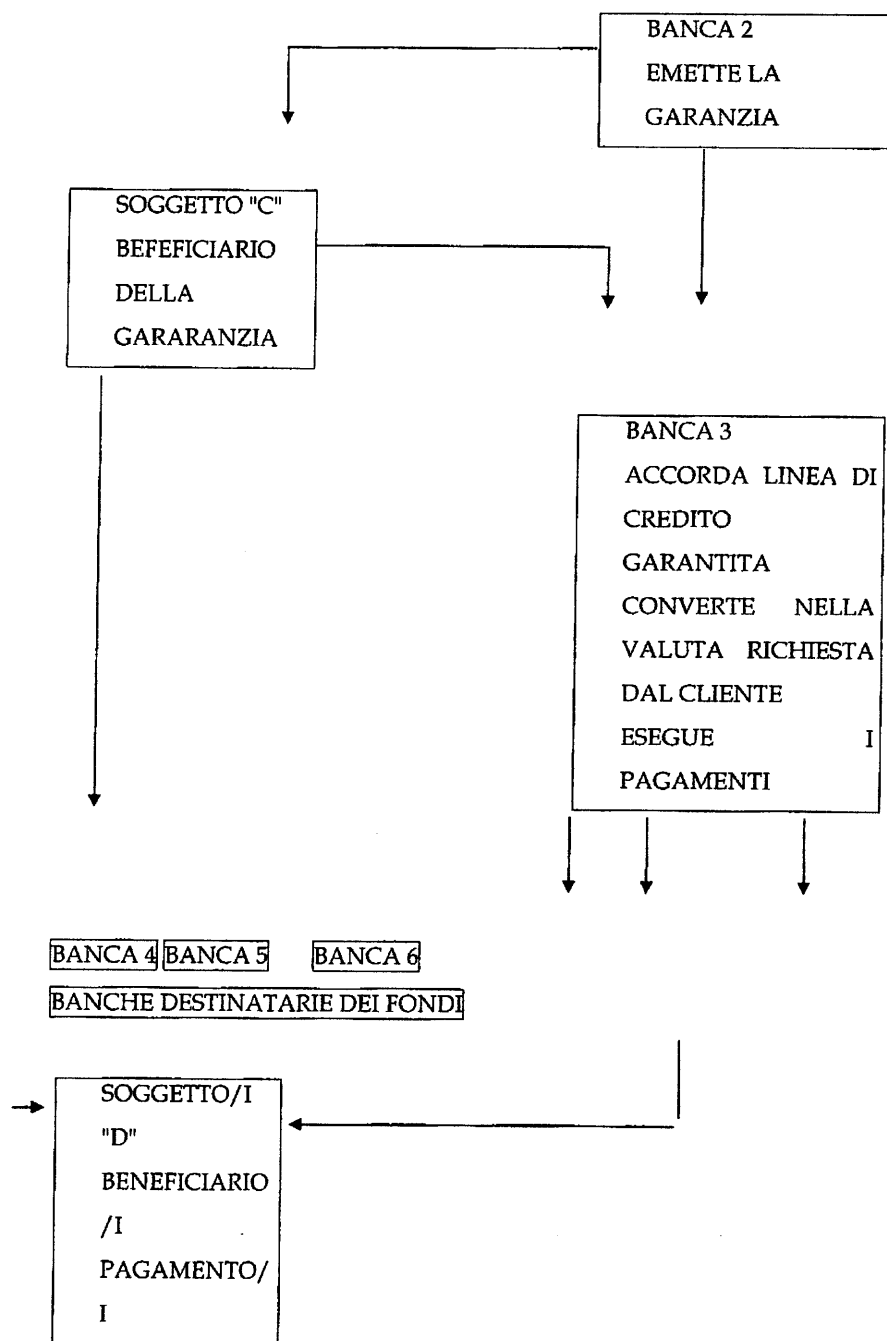 BANCA 2
EMETTE LA
GARANZIA
SOGGETTO "C"
BEFEFICIARIO
DELLA
GARARANZIA
BANCA 3
ACCORDA LINEA DI
CREDITO
GARANTITA
CONVERTE NELLA
VALUTA RICHIESTA
DAL CLIENTE
ESEGUE I
PAGAMENTI
BANCA 4 BANCA 5 BANCA 6
BANCHE DESTINATARIE DEI FONDI
SOGGETTO/I
"D"
BENEFICIARIO
/I
PAGAMENTO/
I